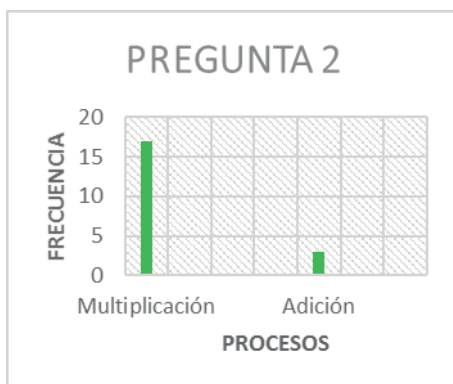 PREGUNTA 2
FRECUENCIA
20
15
10
5
0
Multiplicación Adición
PROCESOS